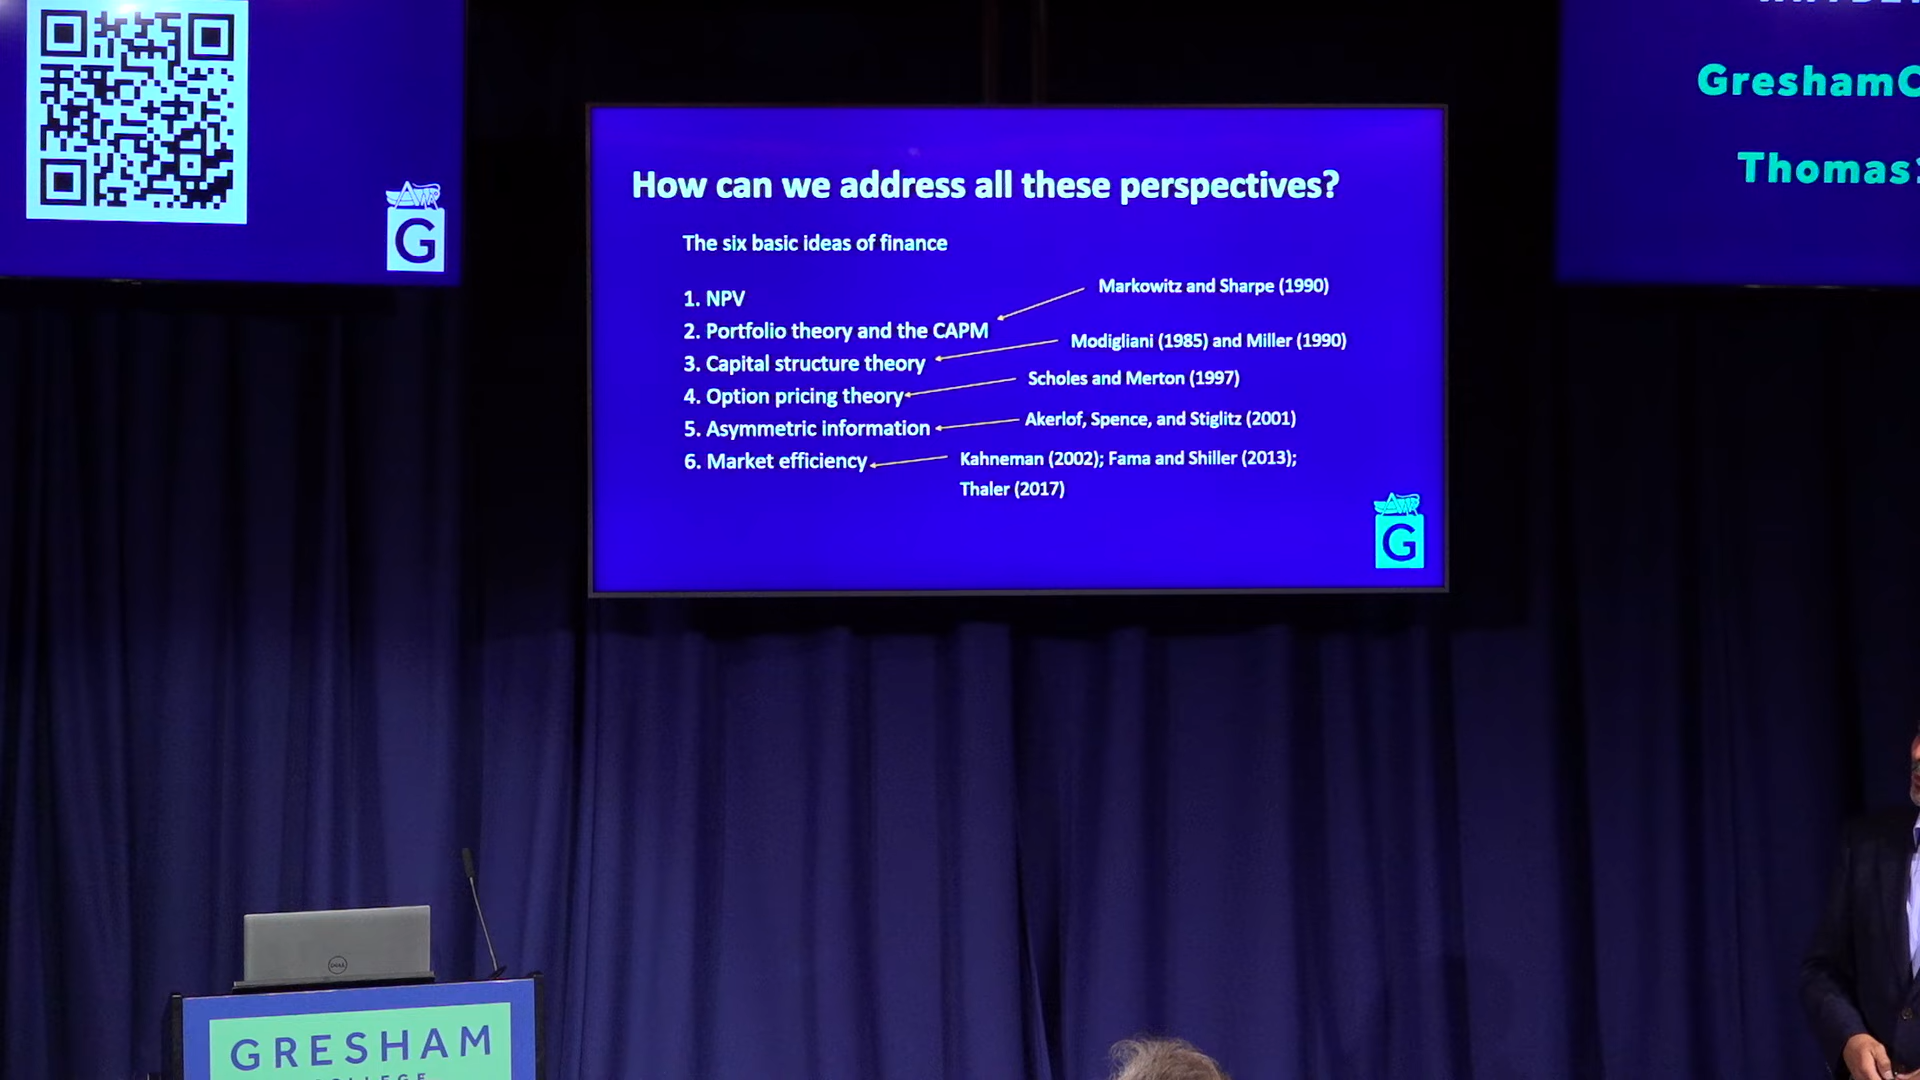 GreshamC
Thomas
How can we address all these perspectives?
The six basic ideas of finance
1. NPV
Markowitz and Sharpe (1990)
2. Portfolio theory and the CAPM
Modigliani (1985) and Miller (1990)
3. Capital structure theory
Scholes and Merton (1997)
4. Option pricing theory
Akerlof, Spence, and Stiglitz (2001)
5. Asymmetric information
Kahneman (2002); Fama and Shiller (2013);
6. Market efficiency
Thaler (2017)
G
G
DELL
GRESHAM
COLLEGE